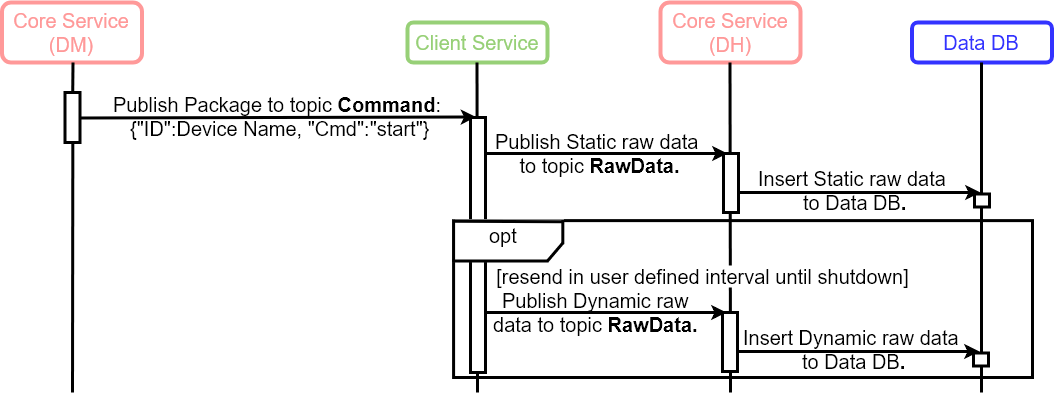 Core Service
(DM)
Client Service
Core Service
(DH)
Data DB
Publish Package to topic Command:
{"ID":Device Name, "Cmd":"start"}
Publish Static raw data
to topic RawData.
Insert Static raw data
to Data DB.
opt
[resend in user defined interval until shutdown]
Publish Dynamic raw
data to topic RawData.
Insert Dynamic raw data
to Data DB.